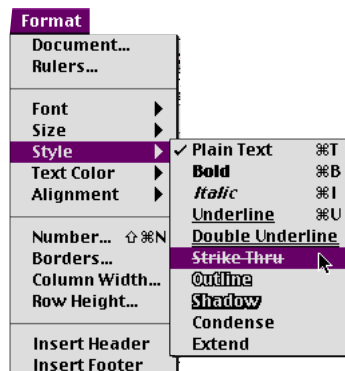 Format
Document...
Rulers...
Font
Size
Style
Text Color
Alignment
Number... ⇧⌘N
Borders...
Column Width...
Row Height...
Insert Header
Insert Footer
✓ Plain Text ⌘T
Bold ⌘B
Italic ⌘I
Underline ⌘U
Double Underline
Strike Thru
Outline
Shadow
Condense
Extend